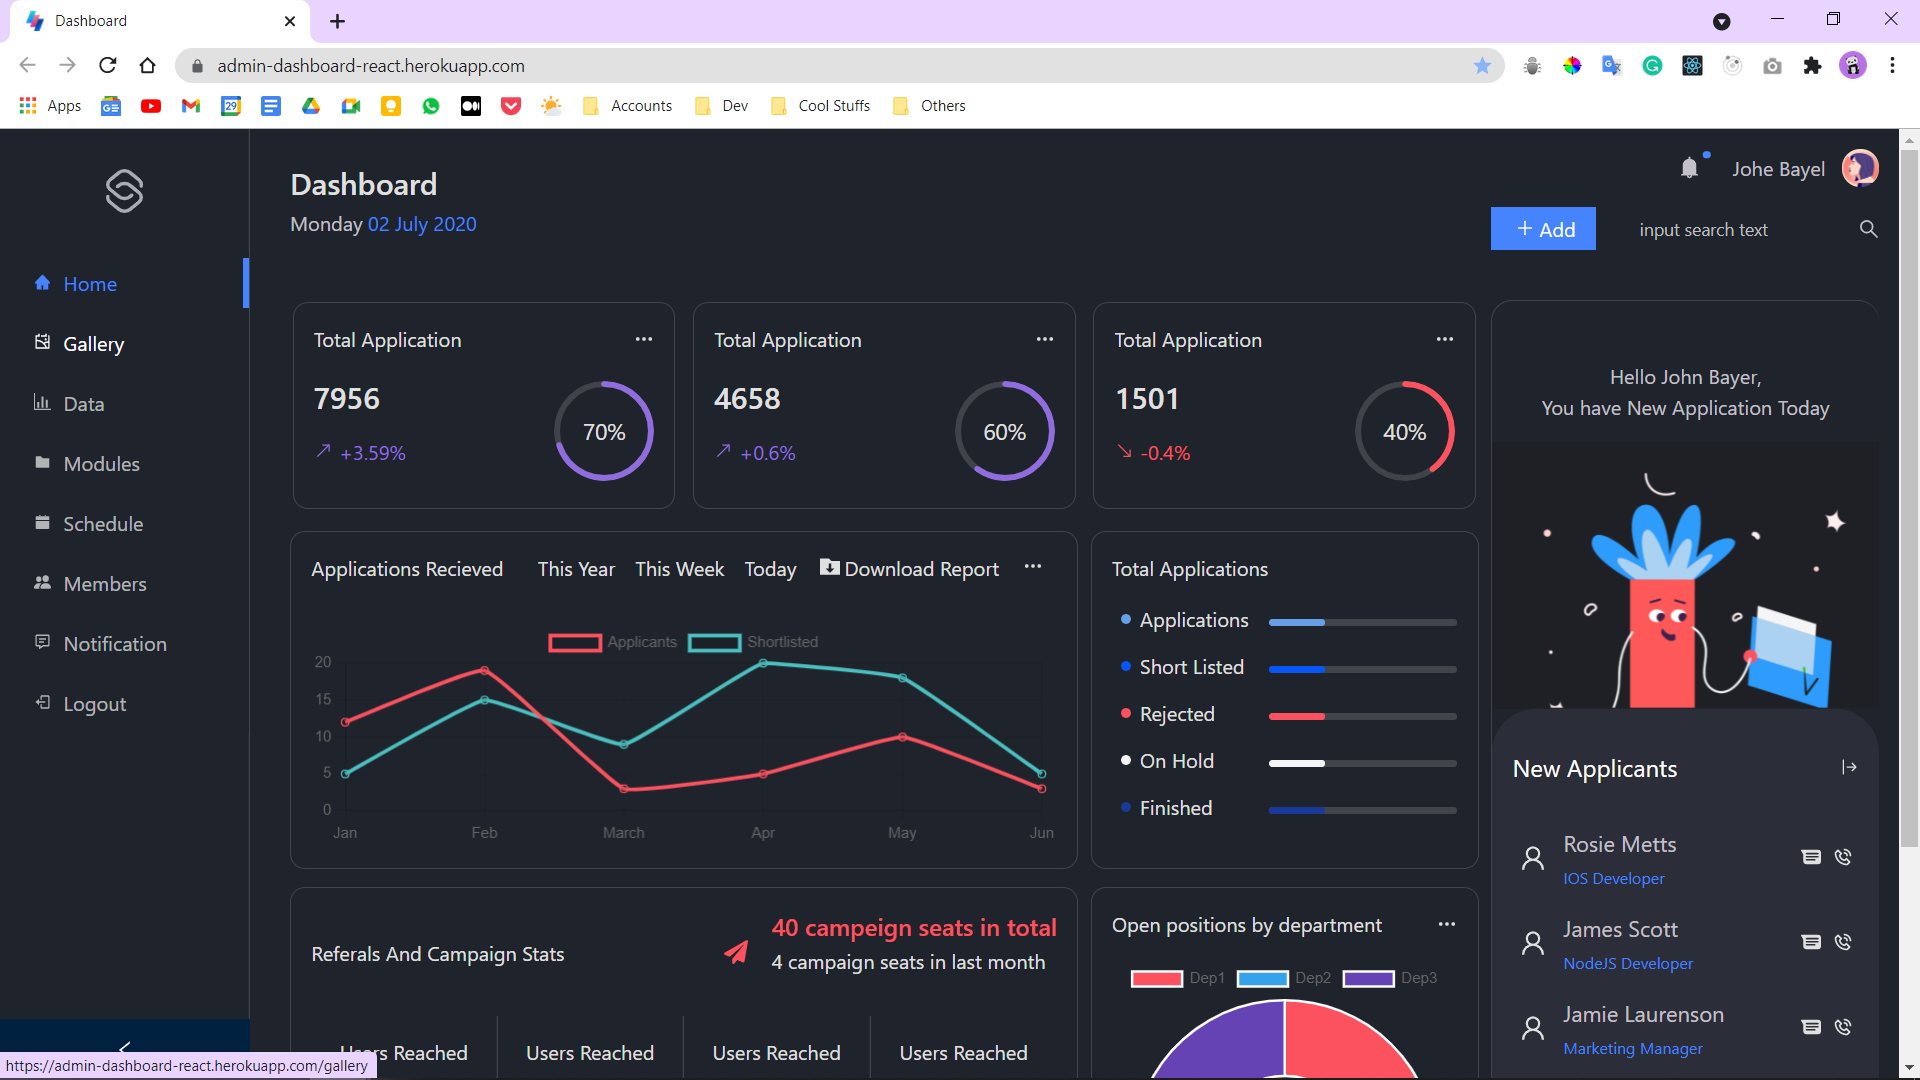 Dashboard
admin-dashboard-react.herokuapp.com
Apps
29
Accounts
Dev
Cool Stuffs
Others
Dashboard
Monday 02 July 2020
Johe Bayel
+ Add
input search text
Home
Gallery
Data
Modules
Schedule
Members
Notification
Logout
Total Application
7956
+3.59%
70%
Total Application
4658
+0.6%
60%
Total Application
1501
-0.4%
40%
Hello John Bayer,
You have New Application Today
Applications Recieved
This Year
This Week
Today
Download Report
Applicants
Shortlisted
20
15
10
5
0
Jan
Feb
March
Apr
May
Jun
Total Applications
Applications
Short Listed
Rejected
On Hold
Finished
New Applicants
Rosie Metts
IOS Developer
James Scott
NodeJS Developer
Jamie Laurenson
Marketing Manager
Referals And Campaign Stats
40 campeign seats in total
4 campaign seats in last month
Users Reached
Users Reached
Users Reached
Open positions by department
Dep1
Dep2
Dep3
https://admin-dashboard-react.herokuapp.com/gallery